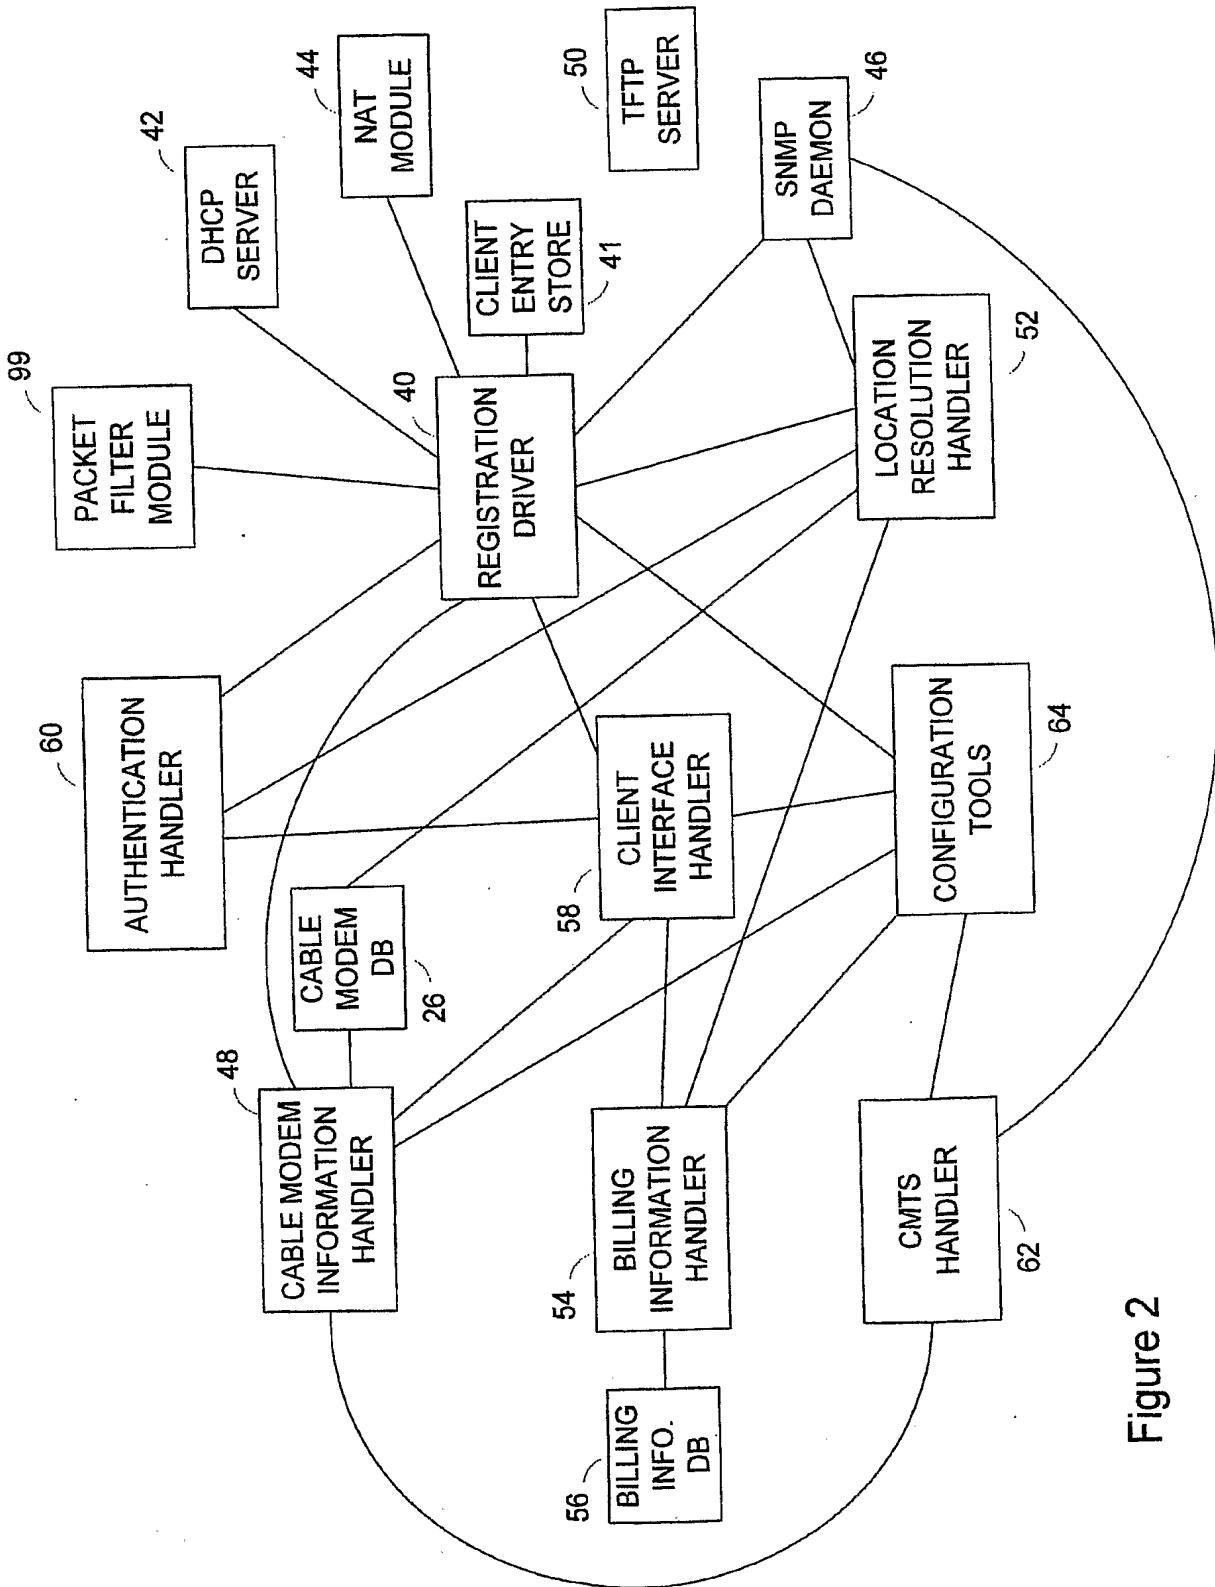 60
AUTHENTICATION
HANDLER
99
PACKET
FILTER
MODULE
42
DHCP
SERVER
44
NAT
MODULE
48
CABLE MODEM
INFORMATION
HANDLER
CABLE
MODEM
DB
26
40
REGISTRATION
DRIVER
CLIENT
ENTRY
STORE
41
50
TFTP
SERVER
56
BILLING
INFO.
DB
54
BILLING
INFORMATION
HANDLER
58
CLIENT
INTERFACE
HANDLER
SNMP
DAEMON
46
CMTS
HANDLER
62
CONFIGURATION
TOOLS
64
LOCATION
RESOLUTION
HANDLER
52
Figure 2